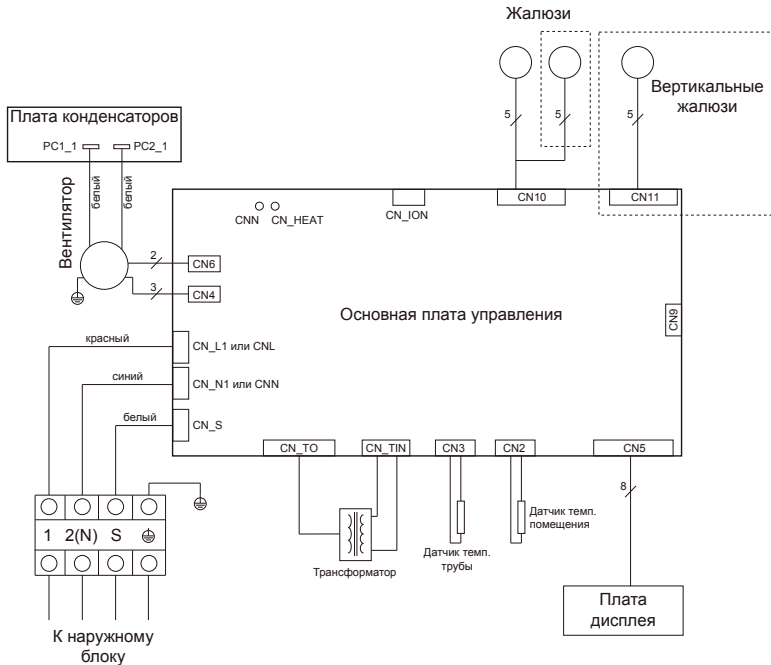 Жалюзи
5
5
5
Вертикальные
жалюзи
Плата конденсаторов
PC1_1
PC2_1
белый
белый
Вентилятор
CNN
CN_HEAT
CN_ION
CN10
CN11
2
CN6
3
CN4
Основная плата управления
CN9
красный
CN_L1 или CNL
синий
CN_N1 или CNN
белый
CN_S
CN_TO
CN_TIN
CN3
CN2
CN5
8
1 2(N) S
Трансформатор
Датчик темп.
трубы
Датчик темп.
помещения
Плата
дисплея
К наружному
блоку